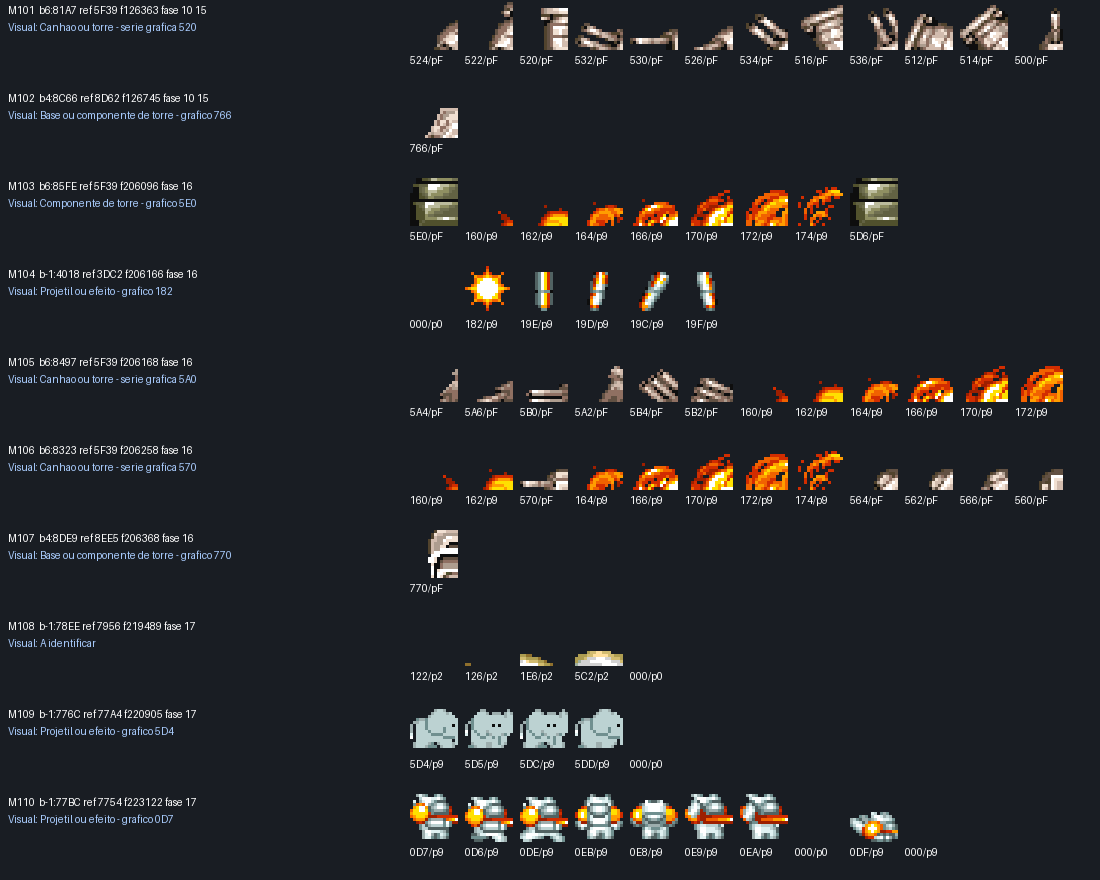 M101 b6:81A7 ref 5F39 f126363 fase 10 15
Visual: Canhao ou torre - serie grafica 520
524/pF 522/pF 520/pF 532/pF 530/pF 526/pF 534/pF 516/pF 536/pF 512/pF 514/pF 500/pF
M102 b4:8C66 ref 8D62 f126745 fase 10 15
Visual: Base ou componente de torre - grafico 766
766/pF
M103 b6:85FE ref 5F39 f206096 fase 16
Visual: Componente de torre - grafico 5E0
5E0/pF 160/p9 162/p9 164/p9 166/p9 170/p9 172/p9 174/p9 5D6/pF
M104 b-1:4018 ref 3DC2 f206166 fase 16
Visual: Projetil ou efeito - grafico 182
000/p0 182/p9 19E/p9 19D/p9 19C/p9 19F/p9
M105 b6:8497 ref 5F39 f206168 fase 16
Visual: Canhao ou torre - serie grafica 5A0
5A4/pF 5A6/pF 5B0/pF 5A2/pF 5B4/pF 5B2/pF 160/p9 162/p9 164/p9 166/p9 170/p9 172/p9
M106 b6:8323 ref 5F39 f206258 fase 16
Visual: Canhao ou torre - serie grafica 570
160/p9 162/p9 570/pF 164/p9 166/p9 170/p9 172/p9 174/p9 564/pF 562/pF 566/pF 560/pF
M107 b4:8DE9 ref 8EE5 f206368 fase 16
Visual: Base ou componente de torre - grafico 770
770/pF
M108 b-1:78EE ref 7956 f219489 fase 17
Visual: A identificar
122/p2 126/p2 1E6/p2 5C2/p2 000/p0
M109 b-1:776C ref 77A4 f220905 fase 17
Visual: Projetil ou efeito - grafico 5D4
5D4/p9 5D5/p9 5DC/p9 5DD/p9 000/p0
M110 b-1:77BC ref 7754 f223122 fase 17
Visual: Projetil ou efeito - grafico 0D7
0D7/p9 0D6/p9 0DE/p9 0EB/p9 0E8/p9 0E9/p9 0EA/p9 000/p0 0DF/p9 000/p9